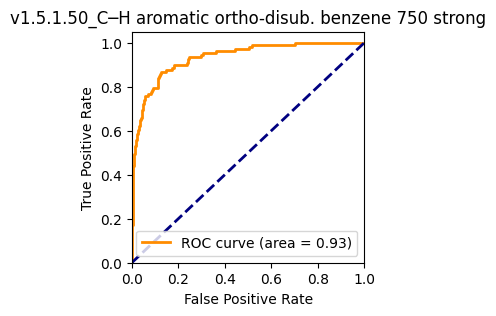 v1.5.1.50_C─H aromatic ortho-disub. benzene 750 strong
1.0
0.8
0.6
0.4
0.2
0.0
True Positive Rate
ROC curve (area = 0.93)
0.0 0.2 0.4 0.6 0.8 1.0
False Positive Rate